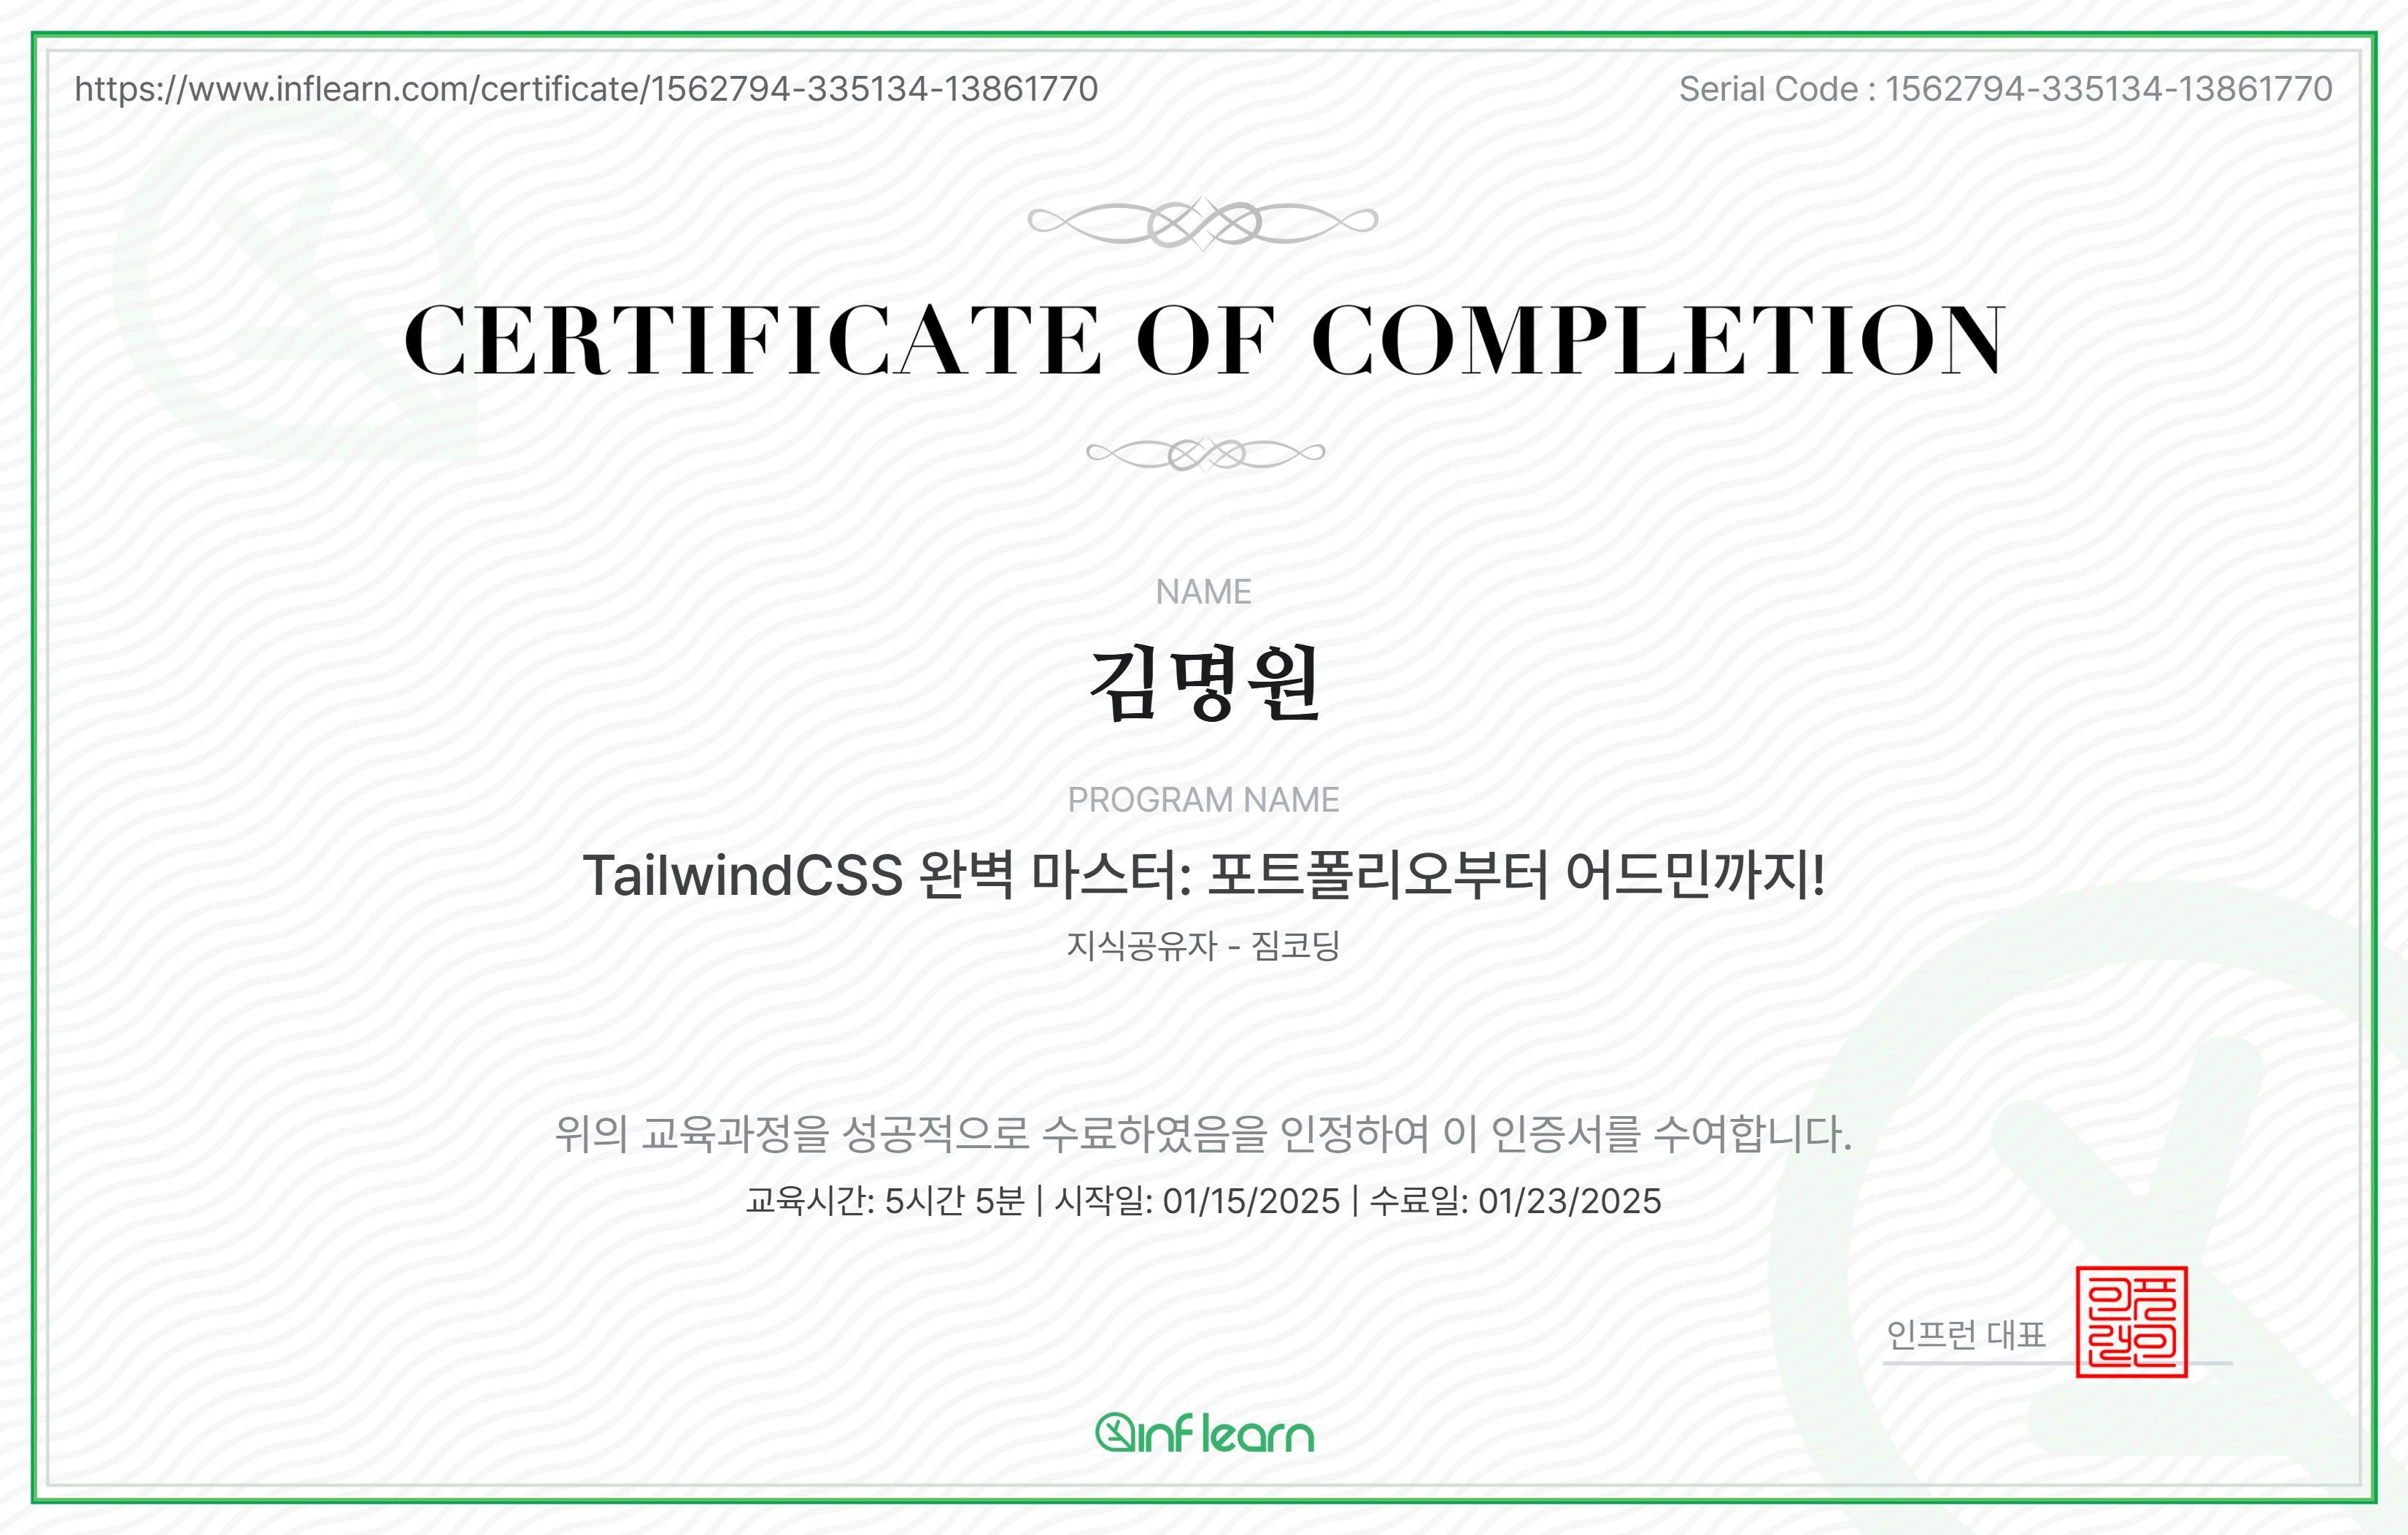 https://www.inflearn.com/certificate/1562794-335134-13861770
Serial Code : 1562794-335134-13861770
CERTIFICATE OF COMPLETION
NAME
김명원
PROGRAM NAME
TailwindCSS 완벽 마스터: 포트폴리오부터 어드민까지!
지식공유자 - 짐코딩
위의 교육과정을 성공적으로 수료하였음을 인정하여 이 인증서를 수여합니다.
교육시간: 5시간 5분 | 시작일: 01/15/2025 | 수료일: 01/23/2025
인프런 대표
inflearn